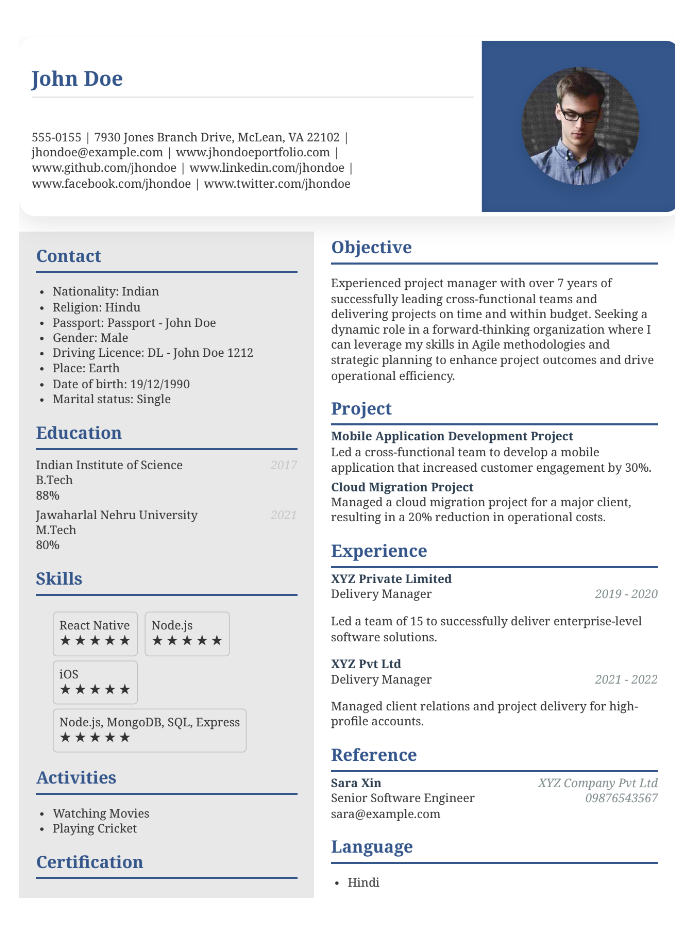 John Doe
555-0155 | 7930 Jones Branch Drive, McLean, VA 22102 |
jhondoe@example.com | www.jhondoeportfolio.com |
www.github.com/jhondoe | www.linkedin.com/jhondoe |
www.facebook.com/jhondoe | www.twitter.com/jhondoe
Contact
• Nationality: Indian
• Religion: Hindu
• Passport: Passport - John Doe
• Gender: Male
• Driving Licence: DL - John Doe 1212
• Place: Earth
• Date of birth: 19/12/1990
• Marital status: Single
Education
Indian Institute of Science 2017
B.Tech
88%
Jawaharlal Nehru University 2021
M.Tech
80%
Skills
React Native Node.js
★★★★★ ★★★★★
iOS
★★★★★
Node.js, MongoDB, SQL, Express
★★★★★
Activities
• Watching Movies
• Playing Cricket
Certification
Objective
Experienced project manager with over 7 years of
successfully leading cross-functional teams and
delivering projects on time and within budget. Seeking a
dynamic role in a forward-thinking organization where I
can leverage my skills in Agile methodologies and
strategic planning to enhance project outcomes and drive
operational efficiency.
Project
Mobile Application Development Project
Led a cross-functional team to develop a mobile
application that increased customer engagement by 30%.
Cloud Migration Project
Managed a cloud migration project for a major client,
resulting in a 20% reduction in operational costs.
Experience
XYZ Private Limited
Delivery Manager 2019 - 2020
Led a team of 15 to successfully deliver enterprise-level
software solutions.
XYZ Pvt Ltd
Delivery Manager 2021 - 2022
Managed client relations and project delivery for high-
profile accounts.
Reference
Sara Xin XYZ Company Pvt Ltd
Senior Software Engineer 09876543567
sara@example.com
Language
• Hindi